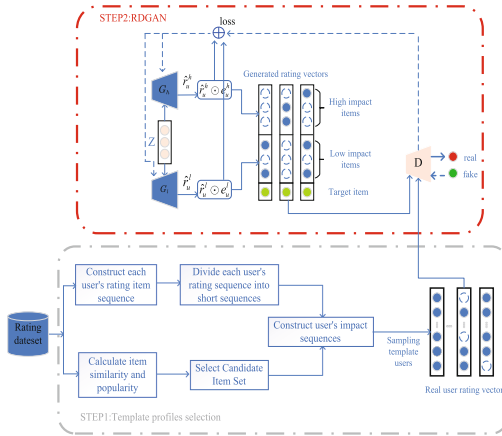 STEP2:RDGAN
loss
G_h
r̂_u^h
r̂_u^h ⊙ e_u^h
Generated rating vectors
High impact
items
Z
Low impact
items
G_l
r̂_u^l
r̂_u^l ⊙ e_u^l
Target item
D
real
fake
Construct each
user's rating item
sequence
Divide each user's
rating sequence into
short sequences
Rating
dateset
Construct user's impact
sequences
Sampling
template
users
Calculate item
similarity and
popularity
Select Candidate
Item Set
Real user rating vector
STEP1:Template profiles selection